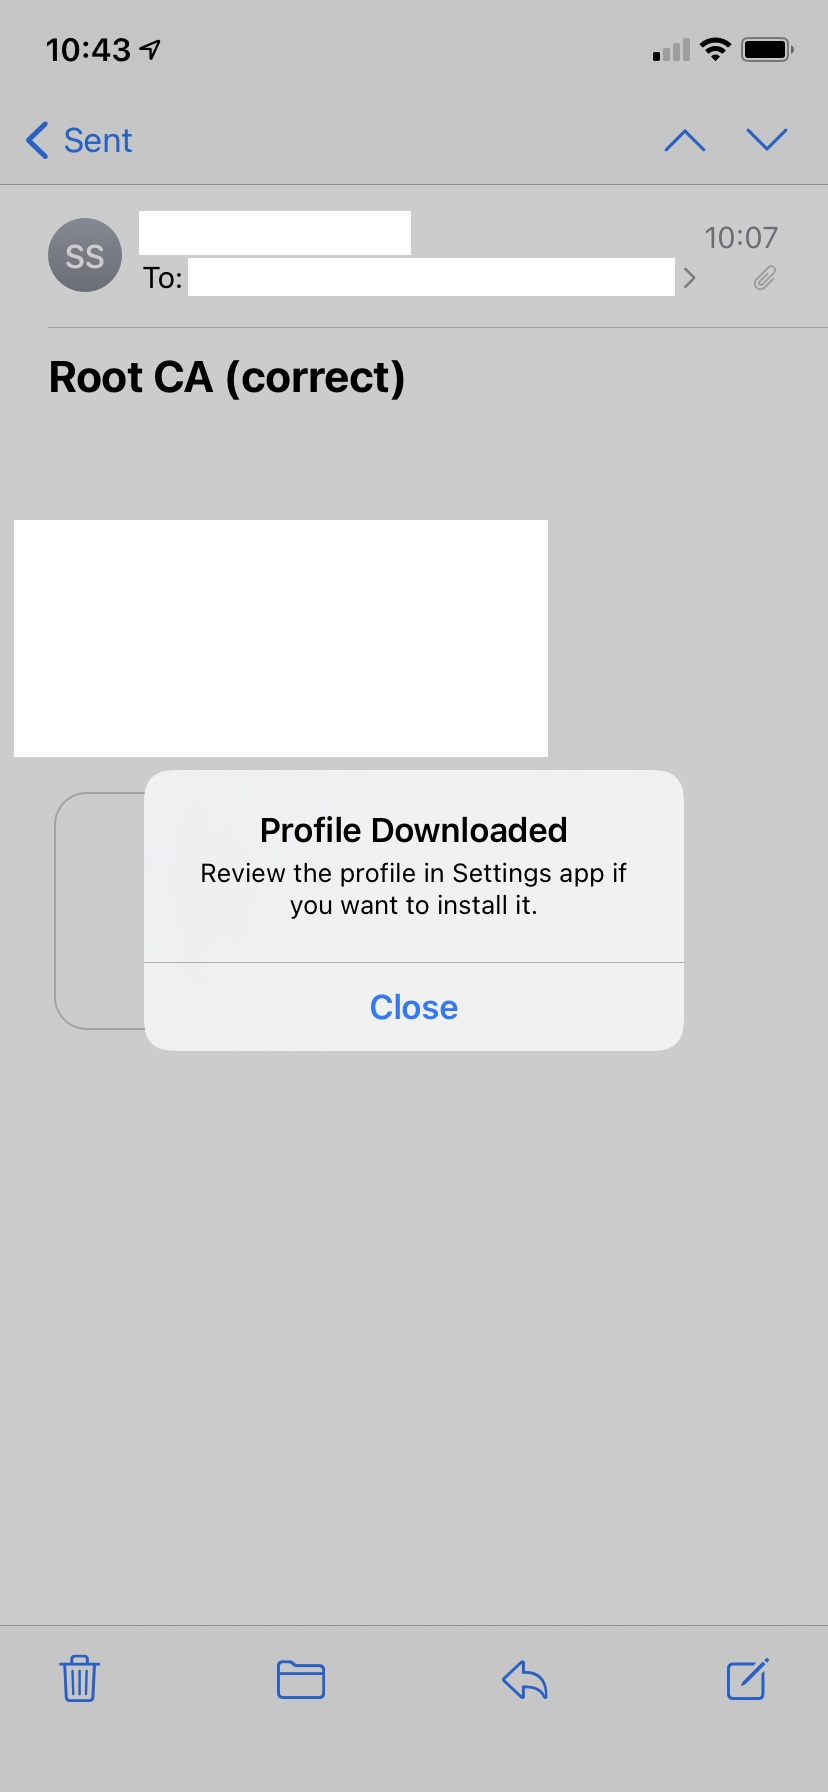 10:43
Sent
SS
10:07
To:
Root CA (correct)
Profile Downloaded
Review the profile in Settings app if
you want to install it.
Close